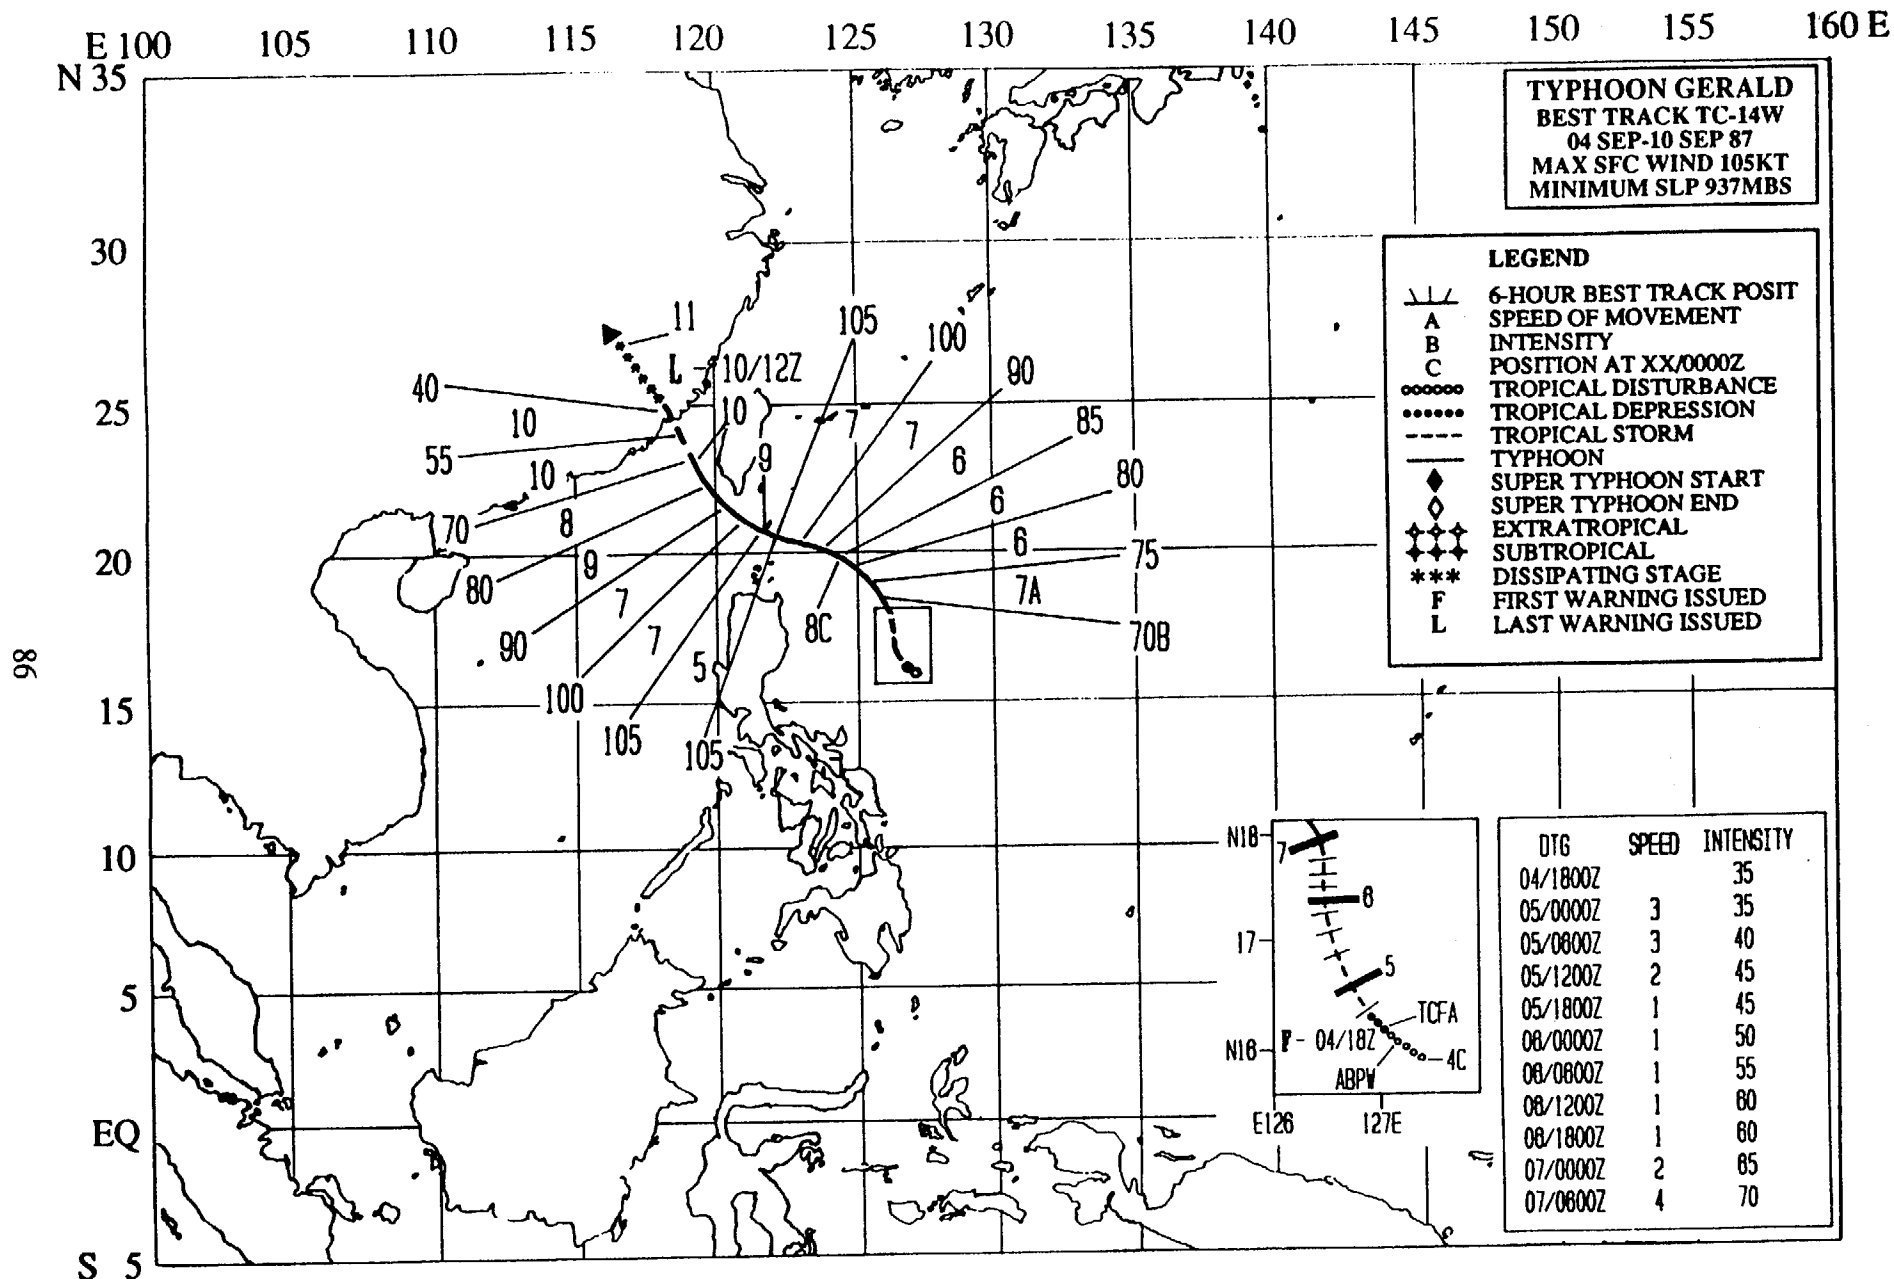 E 100 105 110 115 120 125 130 135 140 145 150 155 160 E
N 35
30
25
20
15
10
5
EQ
S 5
TYPHOON GERALD
BEST TRACK TC-14W
04 SEP-10 SEP 87
MAX SFC WIND 105KT
MINIMUM SLP 937MBS
LEGEND
6-HOUR BEST TRACK POSIT
A SPEED OF MOVEMENT
B INTENSITY
C POSITION AT XX/0000Z
TROPICAL DISTURBANCE
TROPICAL DEPRESSION
TROPICAL STORM
TYPHOON
SUPER TYPHOON START
SUPER TYPHOON END
EXTRATROPICAL
SUBTROPICAL
*** DISSIPATING STAGE
F FIRST WARNING ISSUED
L LAST WARNING ISSUED
11
105
100
L - 10/12Z
90
40
10
10
7
7
85
55
9
6
80
10
6
70
8
6
75
80
9
7A
7
8C
70B
90
7
5
100
105
105
98
N18
7
6
17
5
TCFA
F - 04/18Z
N16
4C
ABPW
E126 127E
DTG SPEED INTENSITY
04/1800Z 35
05/0000Z 3 35
05/0600Z 3 40
05/1200Z 2 45
05/1800Z 1 45
06/0000Z 1 50
06/0600Z 1 55
06/1200Z 1 60
06/1800Z 1 60
07/0000Z 2 65
07/0600Z 4 70